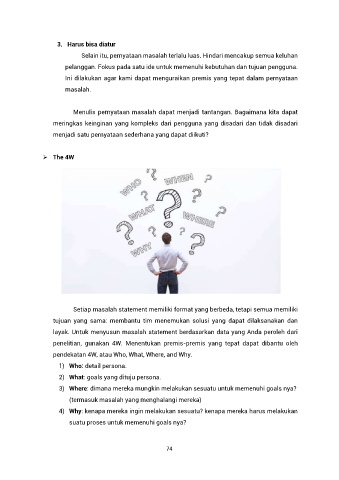 3. Harus bisa diatur
Selain itu, pernyataan masalah terlalu luas. Hindari mencakup semua keluhan
pelanggan. Fokus pada satu ide untuk memenuhi kebutuhan dan tujuan pengguna.
Ini dilakukan agar kami dapat menguraikan premis yang tepat dalam pernyataan
masalah.
Menulis pernyataan masalah dapat menjadi tantangan. Bagaimana kita dapat
meringkas keinginan yang kompleks dari pengguna yang disadari dan tidak disadari
menjadi satu pernyataan sederhana yang dapat diikuti?
➢ The 4W
WHO ? WHEN ?
WHAT ? WHERE
? ?
WHY ?
Setiap masalah statement memiliki format yang berbeda, tetapi semua memiliki
tujuan yang sama: membantu tim menemukan solusi yang dapat dilaksanakan dan
layak. Untuk menyusun masalah statement berdasarkan data yang Anda peroleh dari
penelitian, gunakan 4W. Menentukan premis-premis yang tepat dapat dibantu oleh
pendekatan 4W, atau Who, What, Where, and Why.
1) Who: detail persona.
2) What: goals yang dituju persona.
3) Where: dimana mereka mungkin melakukan sesuatu untuk memenuhi goals nya?
(termasuk masalah yang menghalangi mereka)
4) Why: kenapa mereka ingin melakukan sesuatu? kenapa mereka harus melakukan
suatu proses untuk memenuhi goals nya?
74